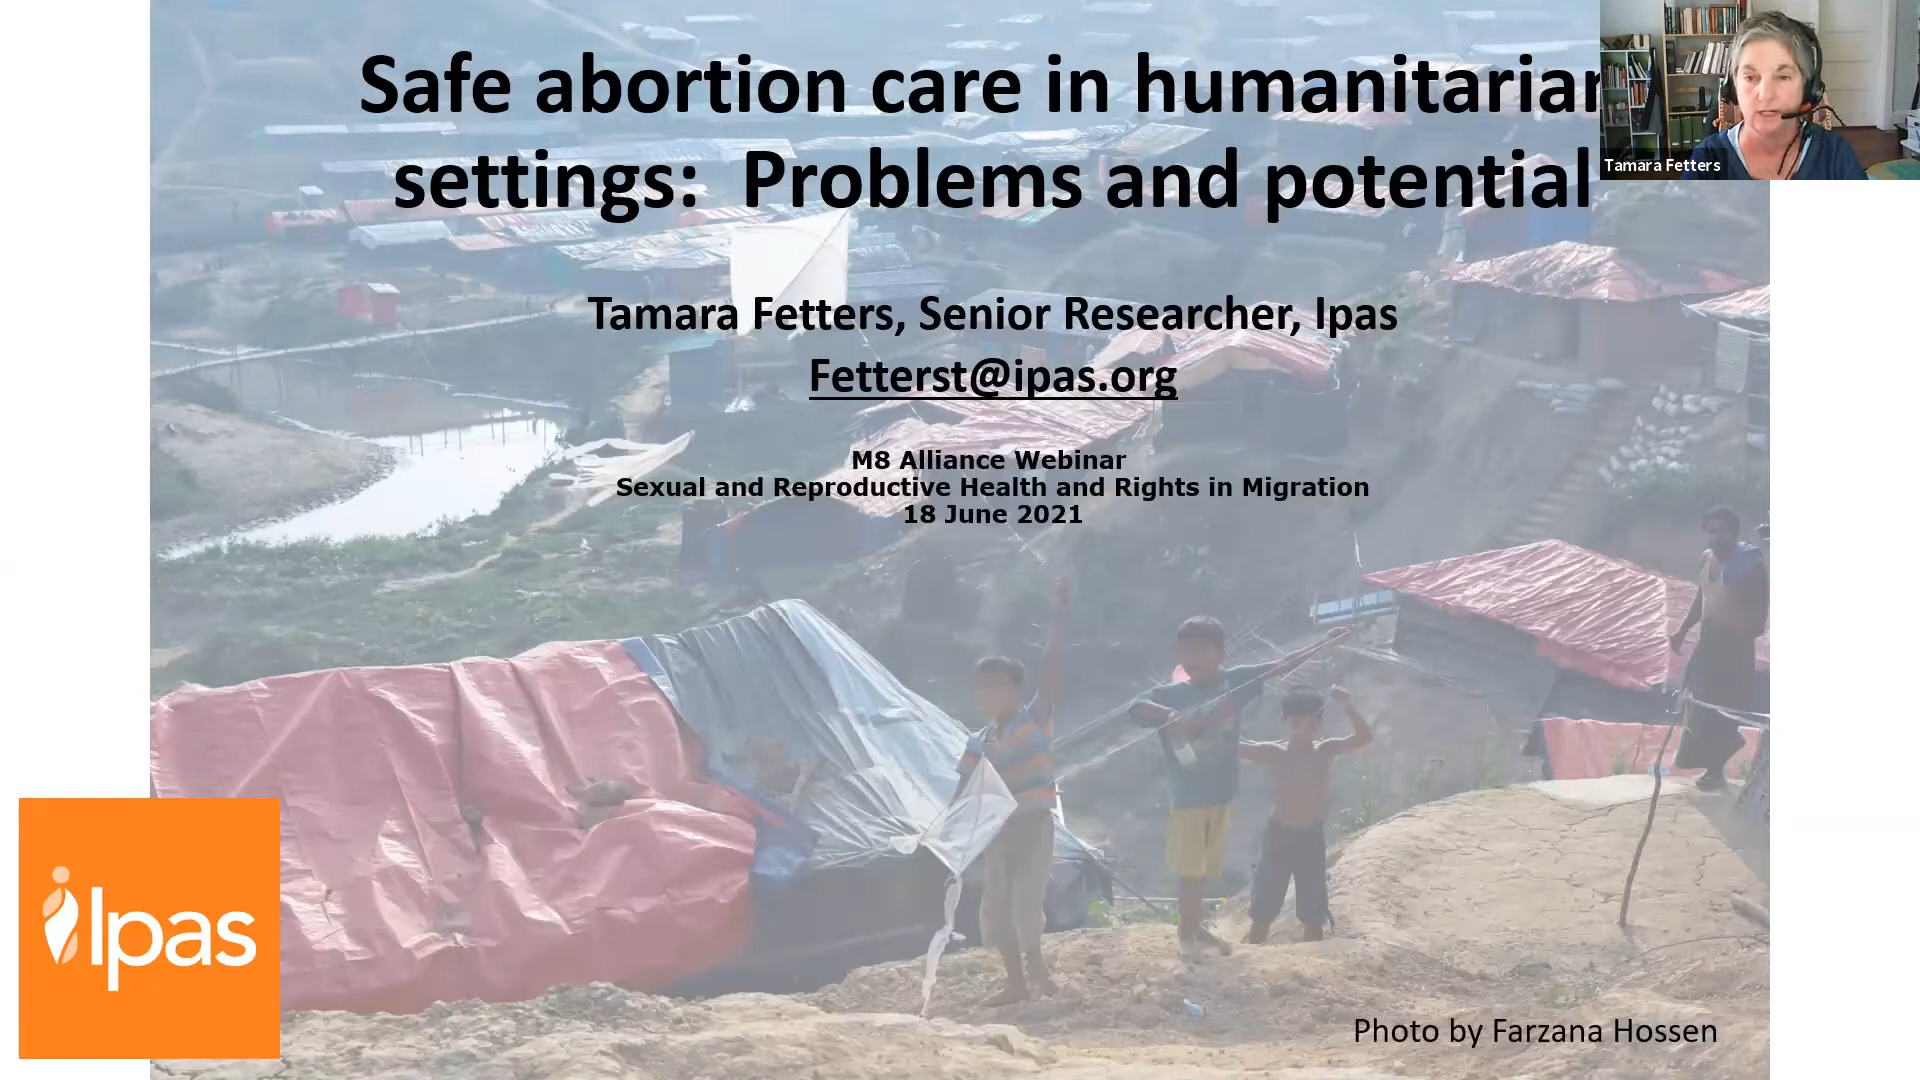 Safe abortion care in humanitarian
settings:  Problems and potential
Tamara Fetters
Tamara Fetters, Senior Researcher, Ipas
Fetterst@ipas.org
M8 Alliance Webinar
Sexual and Reproductive Health and Rights in Migration
18 June 2021
Ipas
Photo by Farzana Hossen